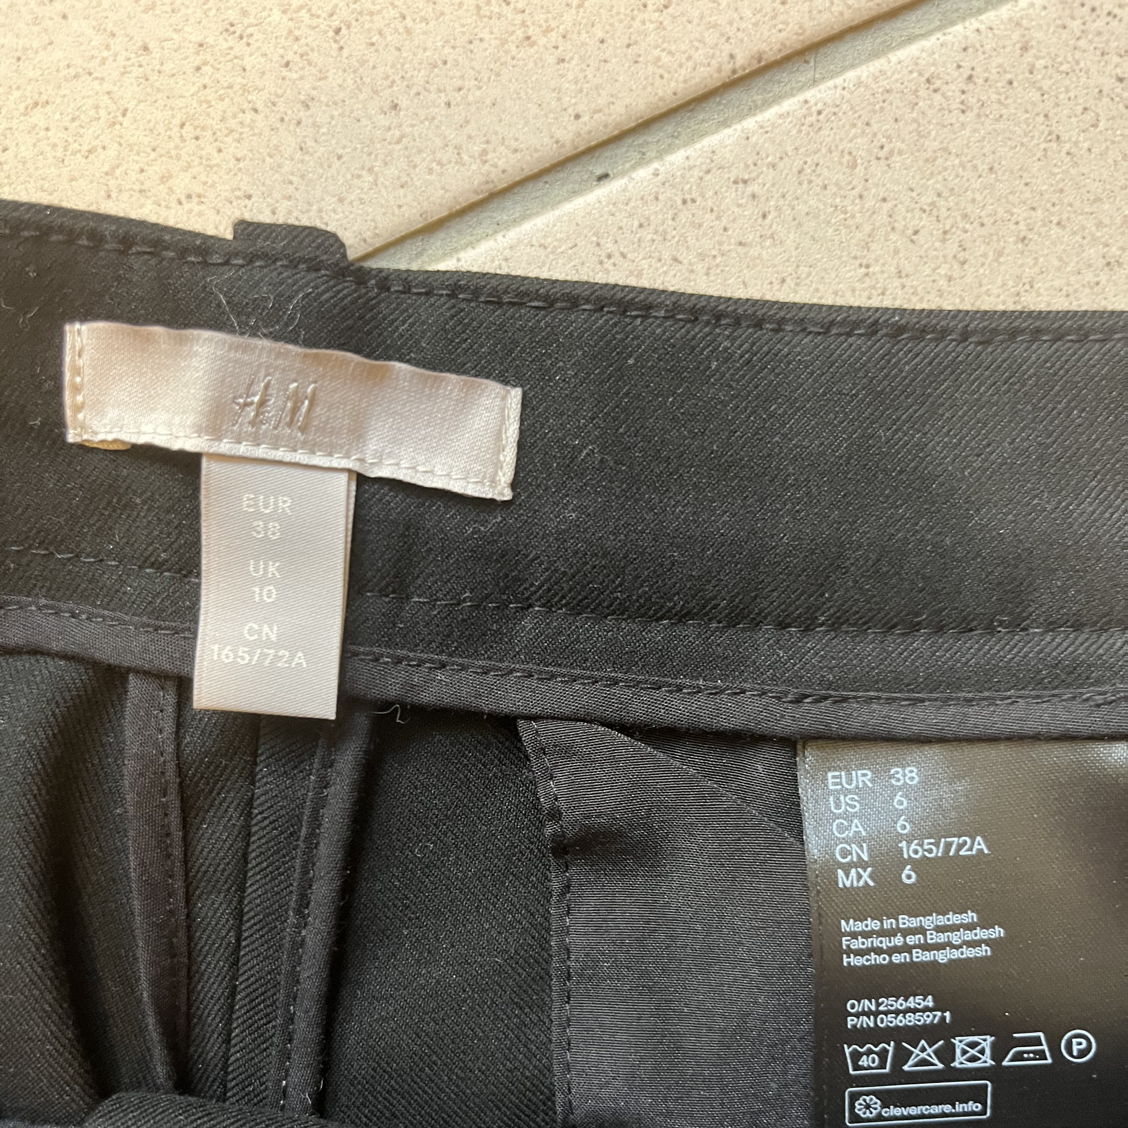 H&M
EUR
38
UK
10
CN
165/72A
EUR 38
US 6
CA 6
CN 165/72A
MX 6
Made in Bangladesh
Fabriqué en Bangladesh
Hecho en Bangladesh
O/N 256454
P/N 05685971
40
P
clevercare.info